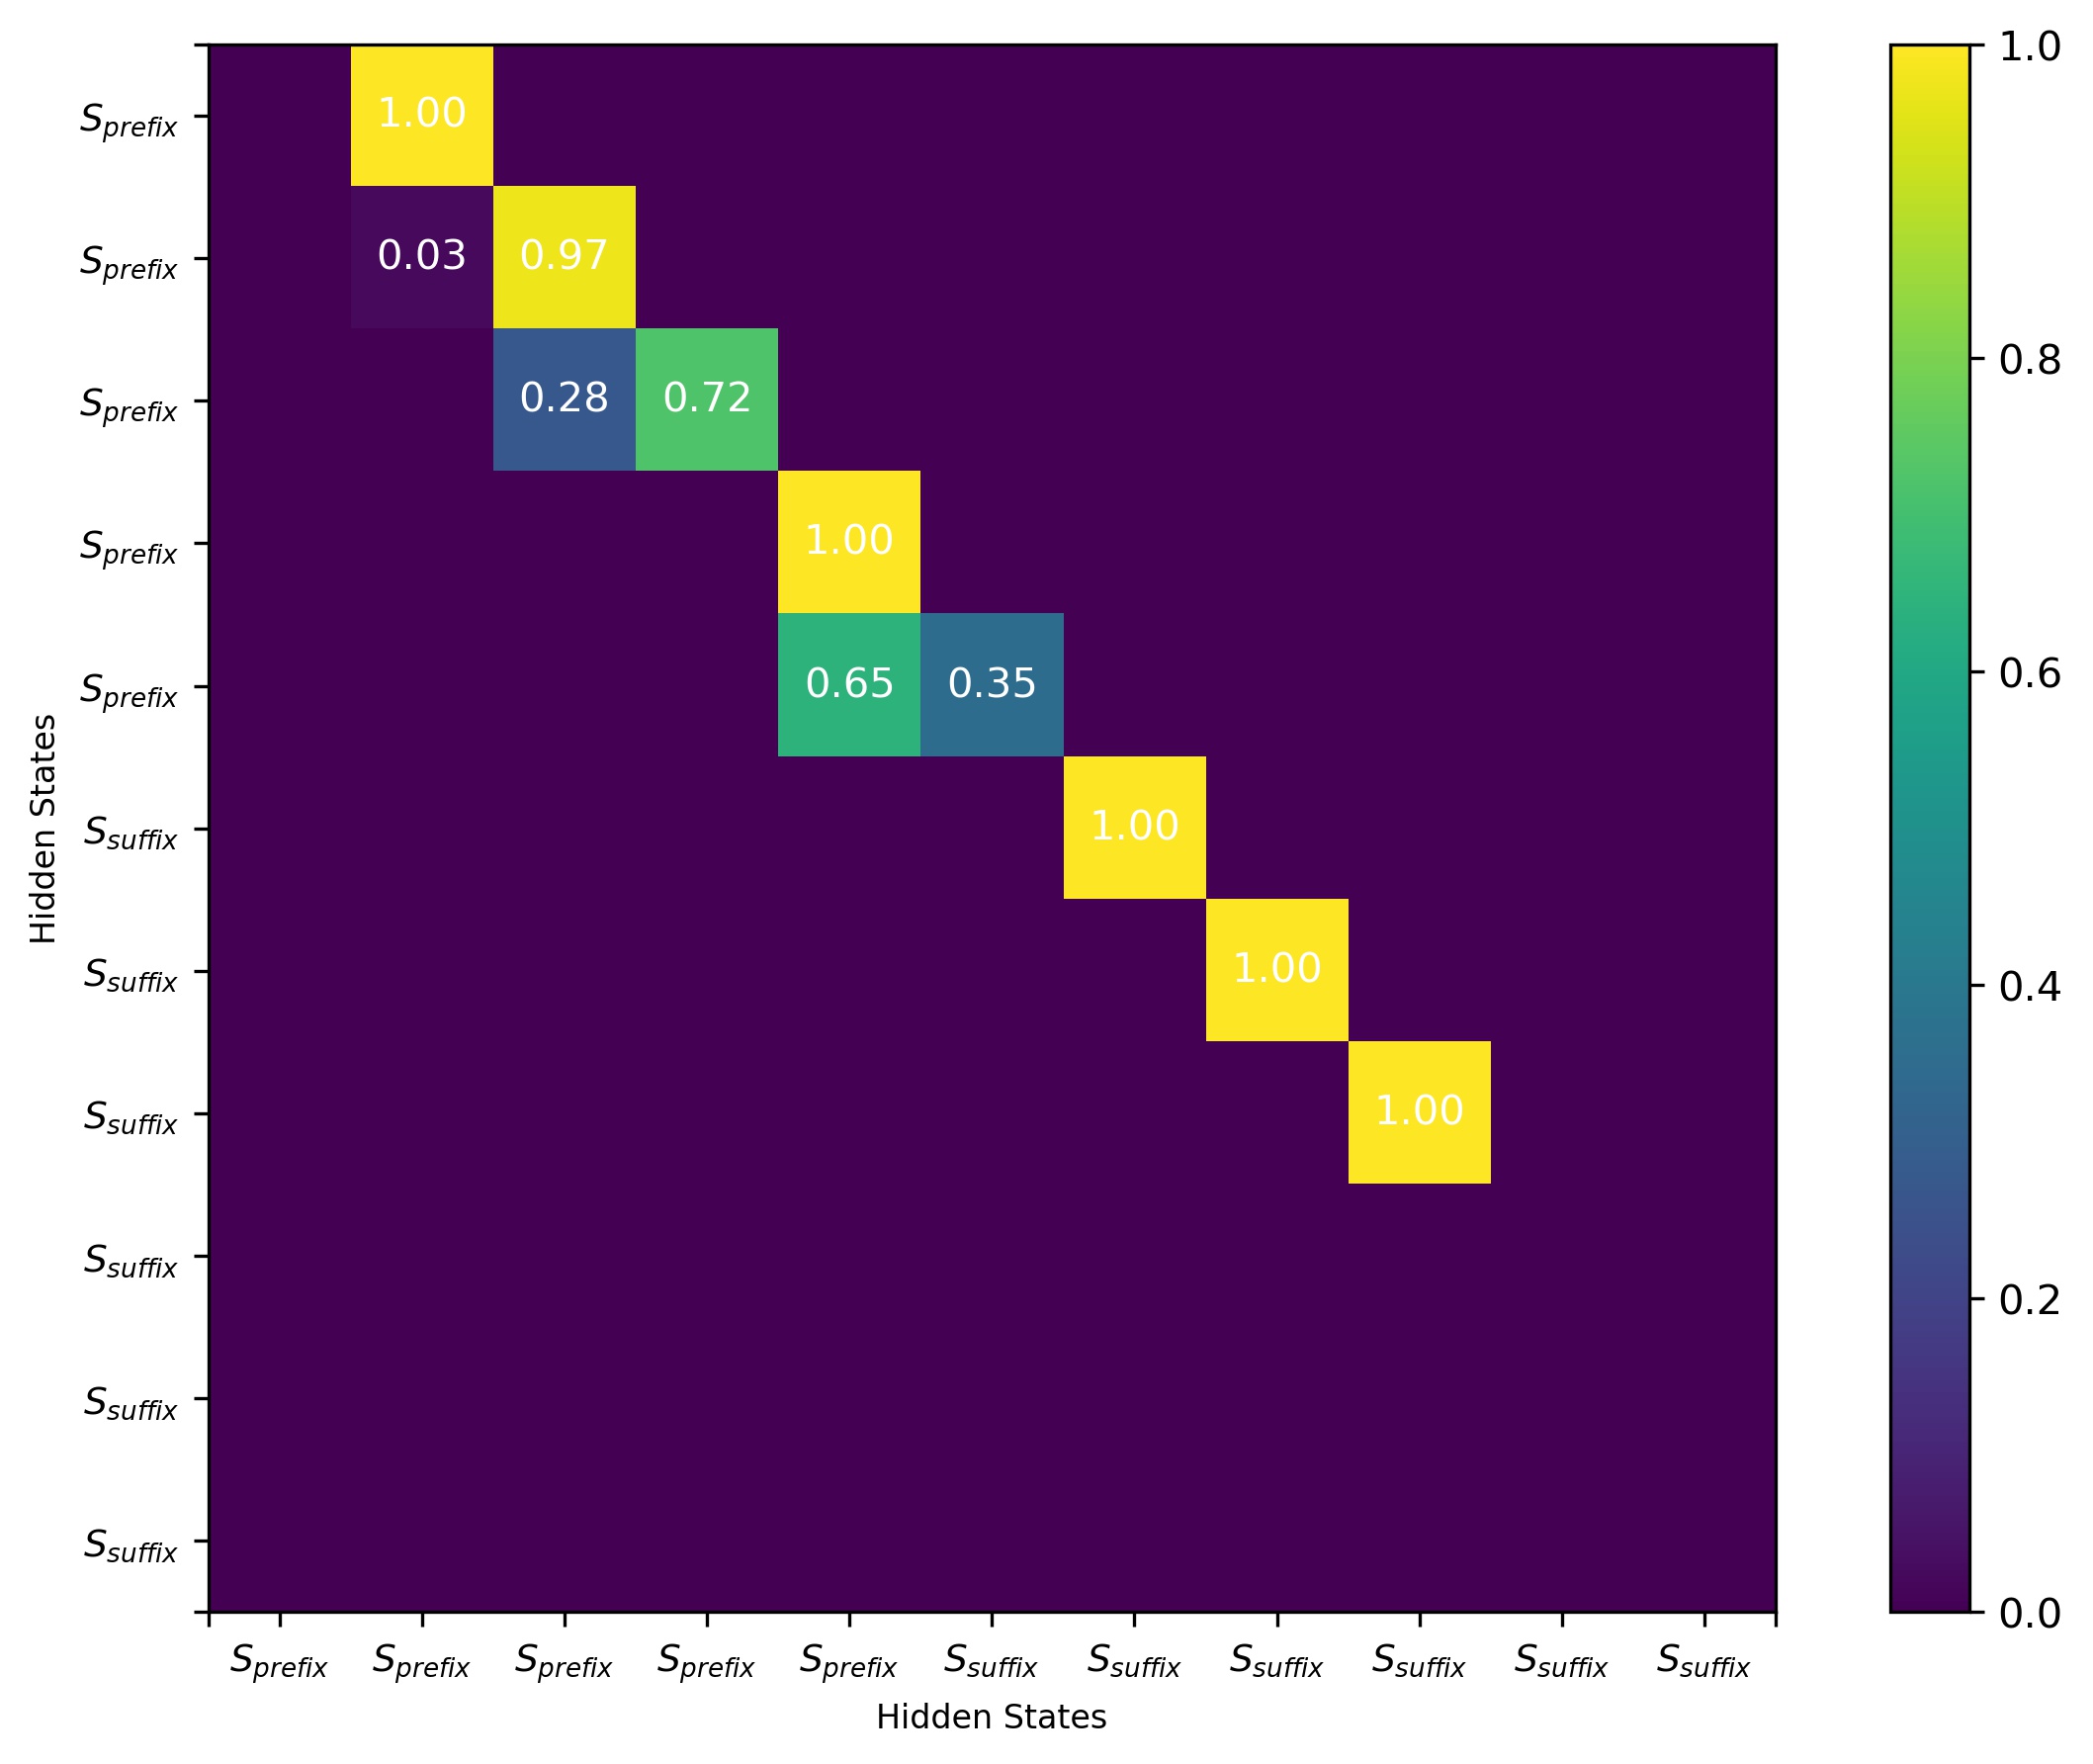 1.0
S_prefix 1.00
S_prefix 0.03 0.97
0.8
S_prefix 0.28 0.72
S_prefix 1.00
0.6
S_prefix 0.65 0.35
Hidden States
S_suffix 1.00
S_suffix 1.00
0.4
S_suffix 1.00
S_suffix
0.2
S_suffix
S_suffix
0.0
S_prefix S_prefix S_prefix S_prefix S_prefix S_suffix S_suffix S_suffix S_suffix S_suffix S_suffix
Hidden States